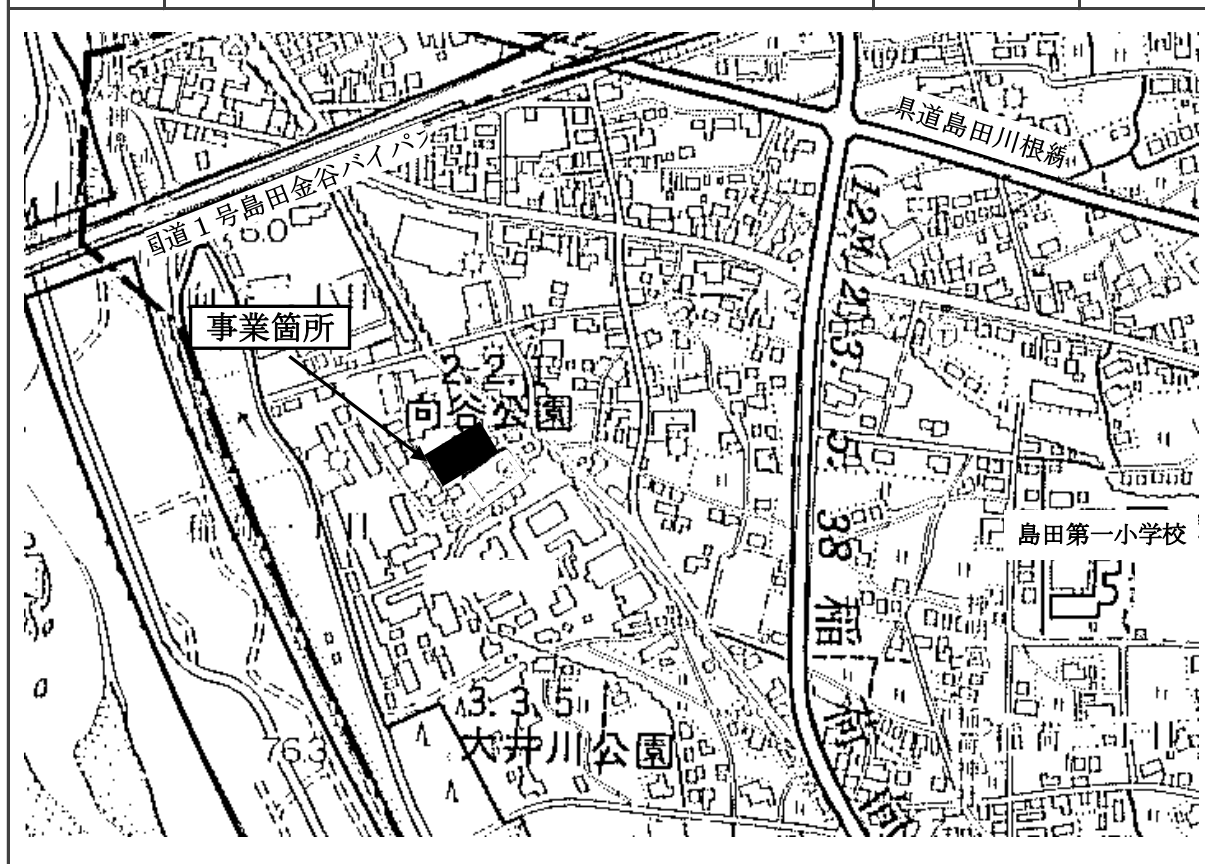 県道島田川根線
国道１号島田金谷バイパス
事業箇所
2.2.
向谷公園
島田第一小学校
3.3.5
大井川公園
76.3